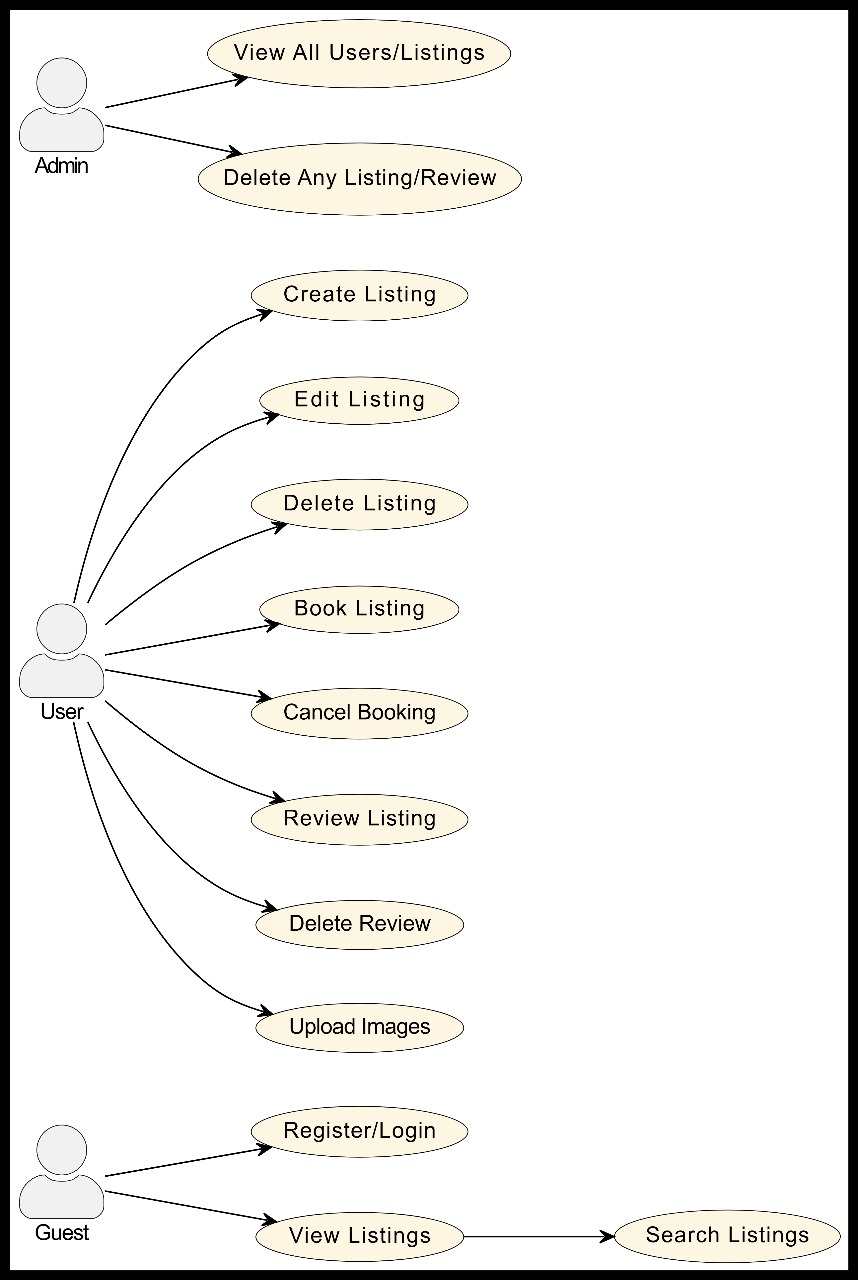 View All Users/Listings
Admin
Delete Any Listing/Review
Create Listing
Edit Listing
Delete Listing
Book Listing
User
Cancel Booking
Review Listing
Delete Review
Upload Images
Register/Login
Guest
View Listings
Search Listings